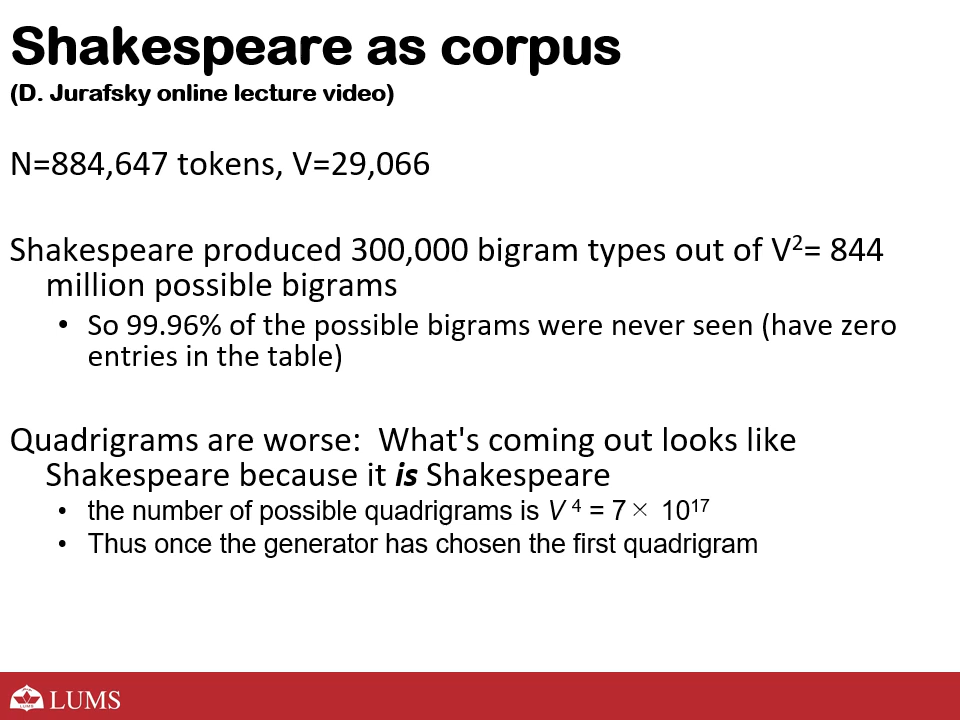 Shakespeare as corpus
(D. Jurafsky online lecture video)
N=884,647 tokens, V=29,066
Shakespeare produced 300,000 bigram types out of V²= 844
million possible bigrams
• So 99.96% of the possible bigrams were never seen (have zero
entries in the table)
Quadrigrams are worse: What's coming out looks like
Shakespeare because it is Shakespeare
• the number of possible quadrigrams is V ⁴ = 7× 10¹⁷
• Thus once the generator has chosen the first quadrigram
LUMS